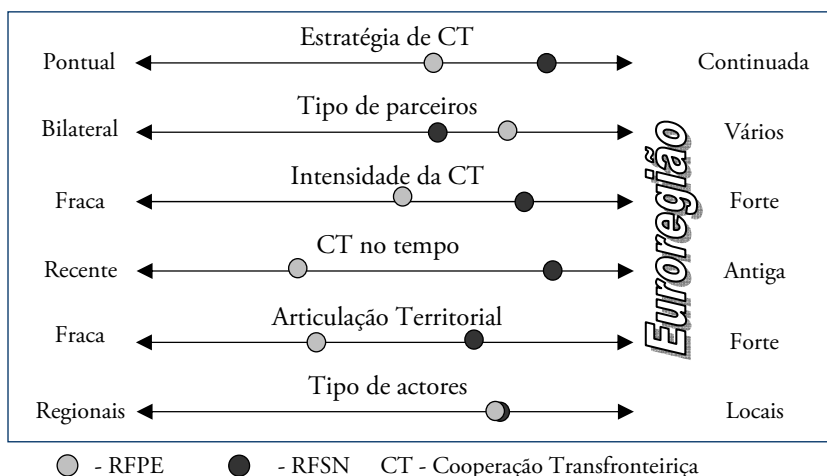 Estratégia de CT
Pontual Continuada
Tipo de parceiros
Bilateral Vários
Intensidade da CT
Fraca Forte
CT no tempo
Recente Antiga
Articulação Territorial
Fraca Forte
Tipo de actores
Regionais Locais
Euroregião
- RFPE - RFSN CT - Cooperação Transfronteiriça